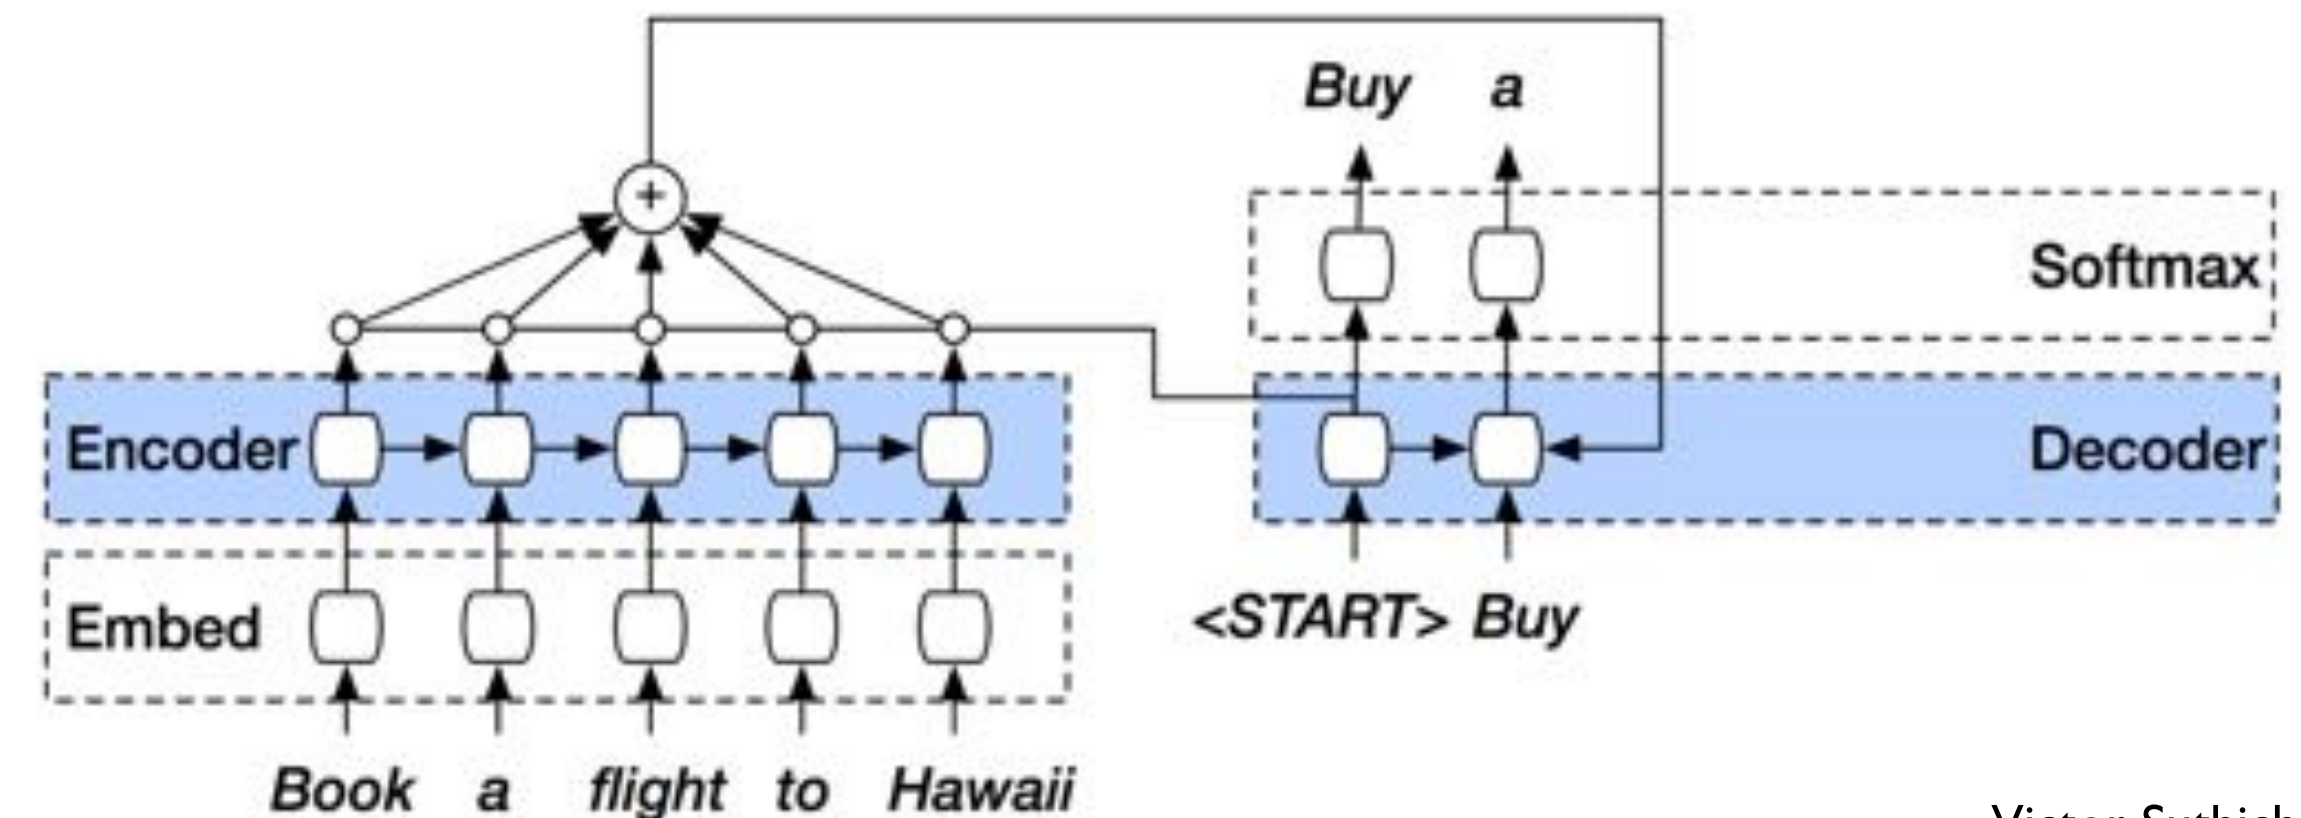 Buy a
Softmax
Encoder
Decoder
Embed
<START> Buy
Book a flight to Hawaii